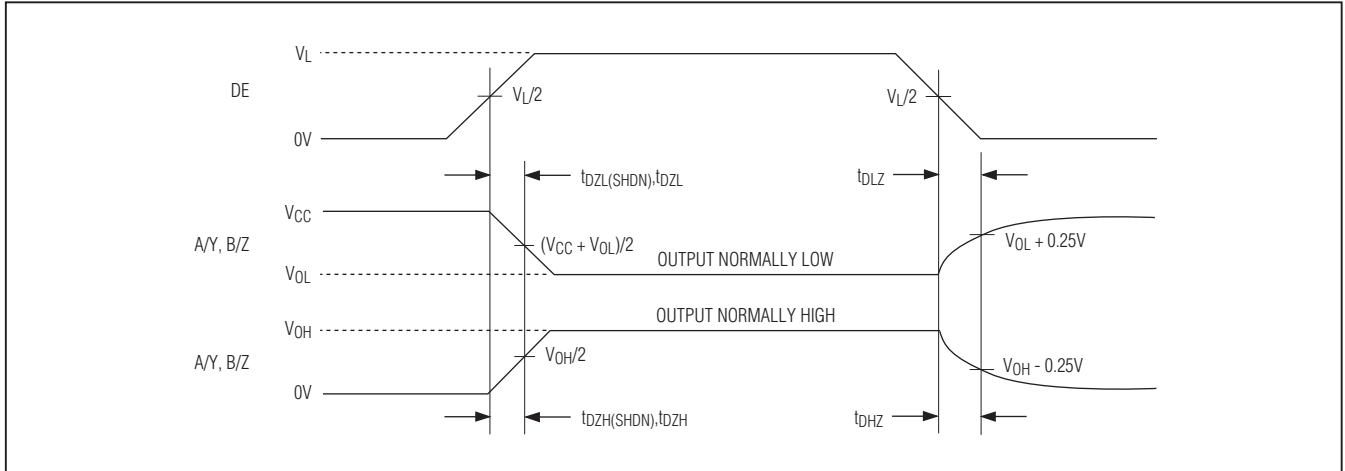 VL
DE
VL/2
VL/2
0V
tDZL(SHDN),tDZL
tDLZ
VCC
A/Y, B/Z
(VCC + VOL)/2
VOL + 0.25V
OUTPUT NORMALLY LOW
VOL
OUTPUT NORMALLY HIGH
VOH
A/Y, B/Z
VOH/2
VOH - 0.25V
0V
tDZH(SHDN),tDZH
tDHZ